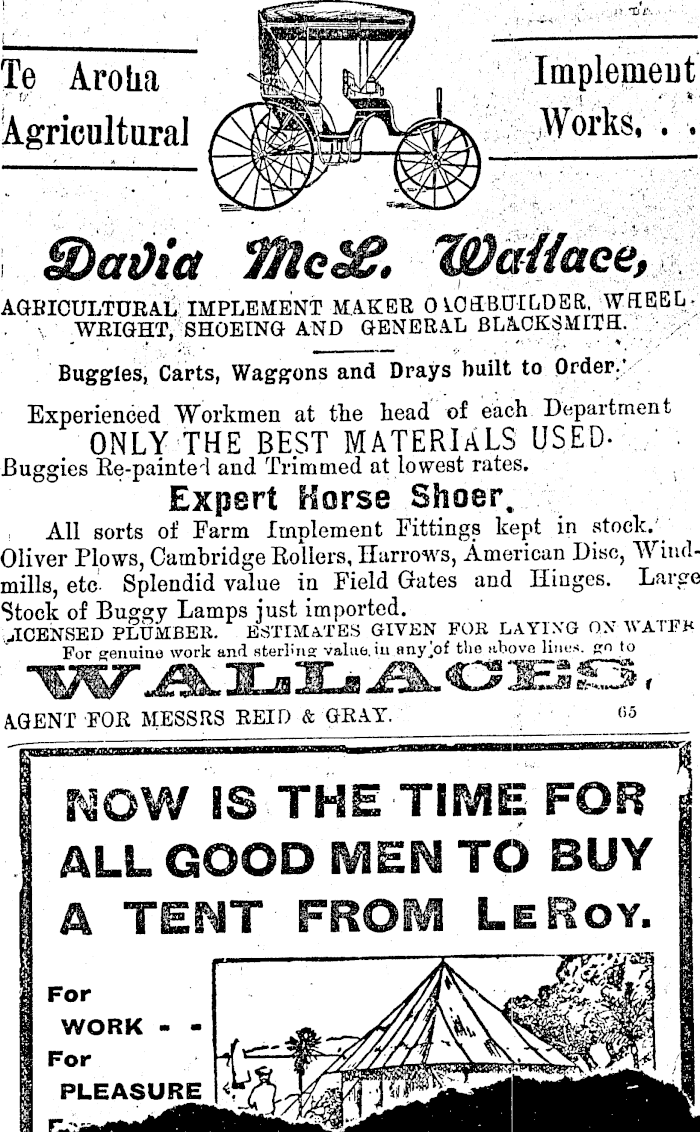 Te Aroha
Agricultural
Implement
Works, . .
David McL. Wallace,
AGRICULTURAL IMPLEMENT MAKER OACHBUILDER, WHEEL-
WRIGHT, SHOEING AND GENERAL BLACKSMITH.
Buggies, Carts, Waggons and Drays built to Order.
Experienced Workmen at the head of each Department
ONLY THE BEST MATERIALS USED.
Buggies Re-painted and Trimmed at lowest rates.
Expert Horse Shoer.
All sorts of Farm Implement Fittings kept in stock.
Oliver Plows, Cambridge Rollers, Harrows, American Disc, Wind-
mills, etc. Splendid value in Field Gates and Hinges. Large
Stock of Buggy Lamps just imported.
LICENSED PLUMBER. ESTIMATES GIVEN FOR LAYING ON WATER
For genuine work and sterling value in any of the above lines, go to
WALLACES,
AGENT FOR MESSRS REID & GRAY. 65
NOW IS THE TIME FOR
ALL GOOD MEN TO BUY
A TENT FROM LEROY.
For
WORK - -
For
PLEASURE